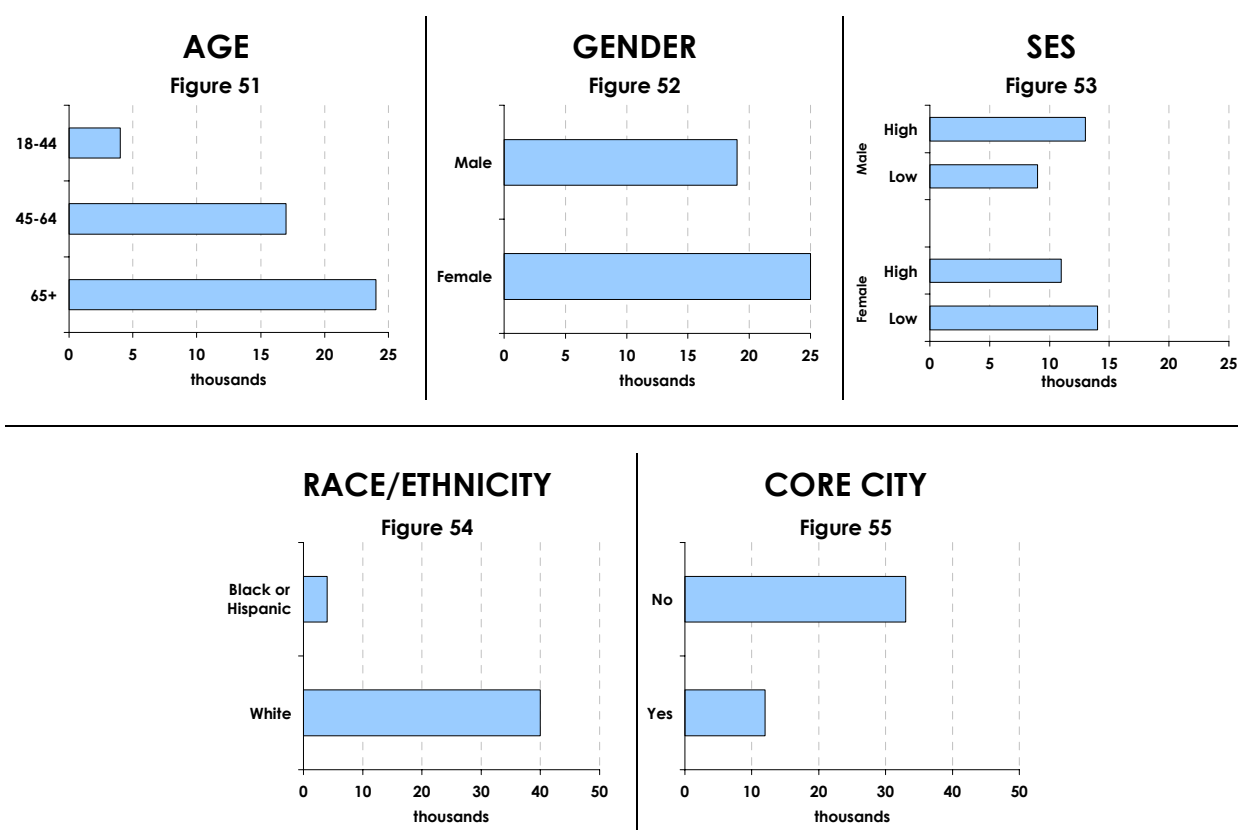 AGE
Figure 51
18-44
45-64
65+
0 5 10 15 20 25
thousands
GENDER
Figure 52
Male
Female
0 5 10 15 20 25
thousands
SES
Figure 53
Male
High
Low
Female
High
Low
0 5 10 15 20 25
thousands
RACE/ETHNICITY
Figure 54
Black or
Hispanic
White
0 10 20 30 40 50
thousands
CORE CITY
Figure 55
No
Yes
0 10 20 30 40 50
thousands